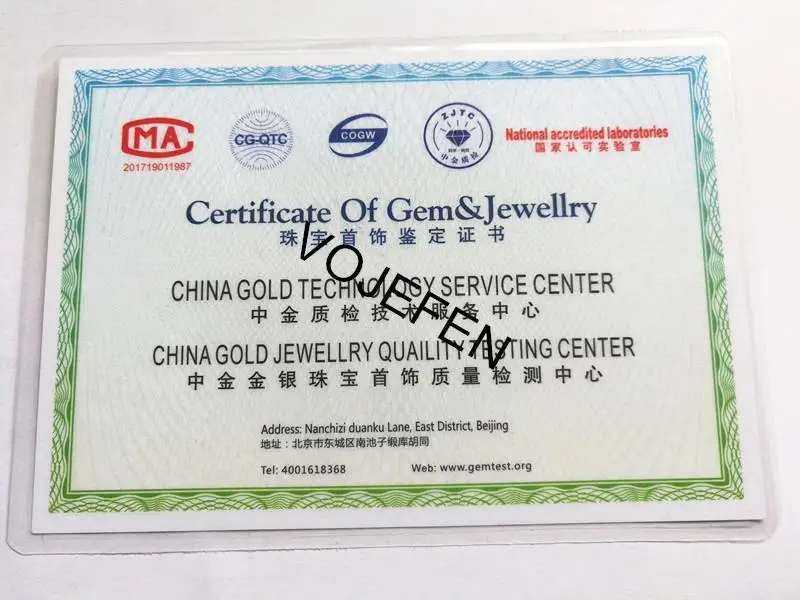 CMA
201719011987
CG-QTC
COGW
ZJTC
中金质检
National accredited laboratories
国家认可实验室
Certificate Of Gem&Jewellry
珠宝首饰鉴定证书
VOJEFEN
CHINA GOLD TECHNOLOGY SERVICE CENTER
中金质检技术服务中心
CHINA GOLD JEWELLRY QUAILITY TESTING CENTER
中金金银珠宝首饰质量检测中心
Address: Nanchizi duanku Lane, East District, Beijing
地址：北京市东城区南池子缎库胡同
Tel: 4001618368 Web: www.gemtest.org